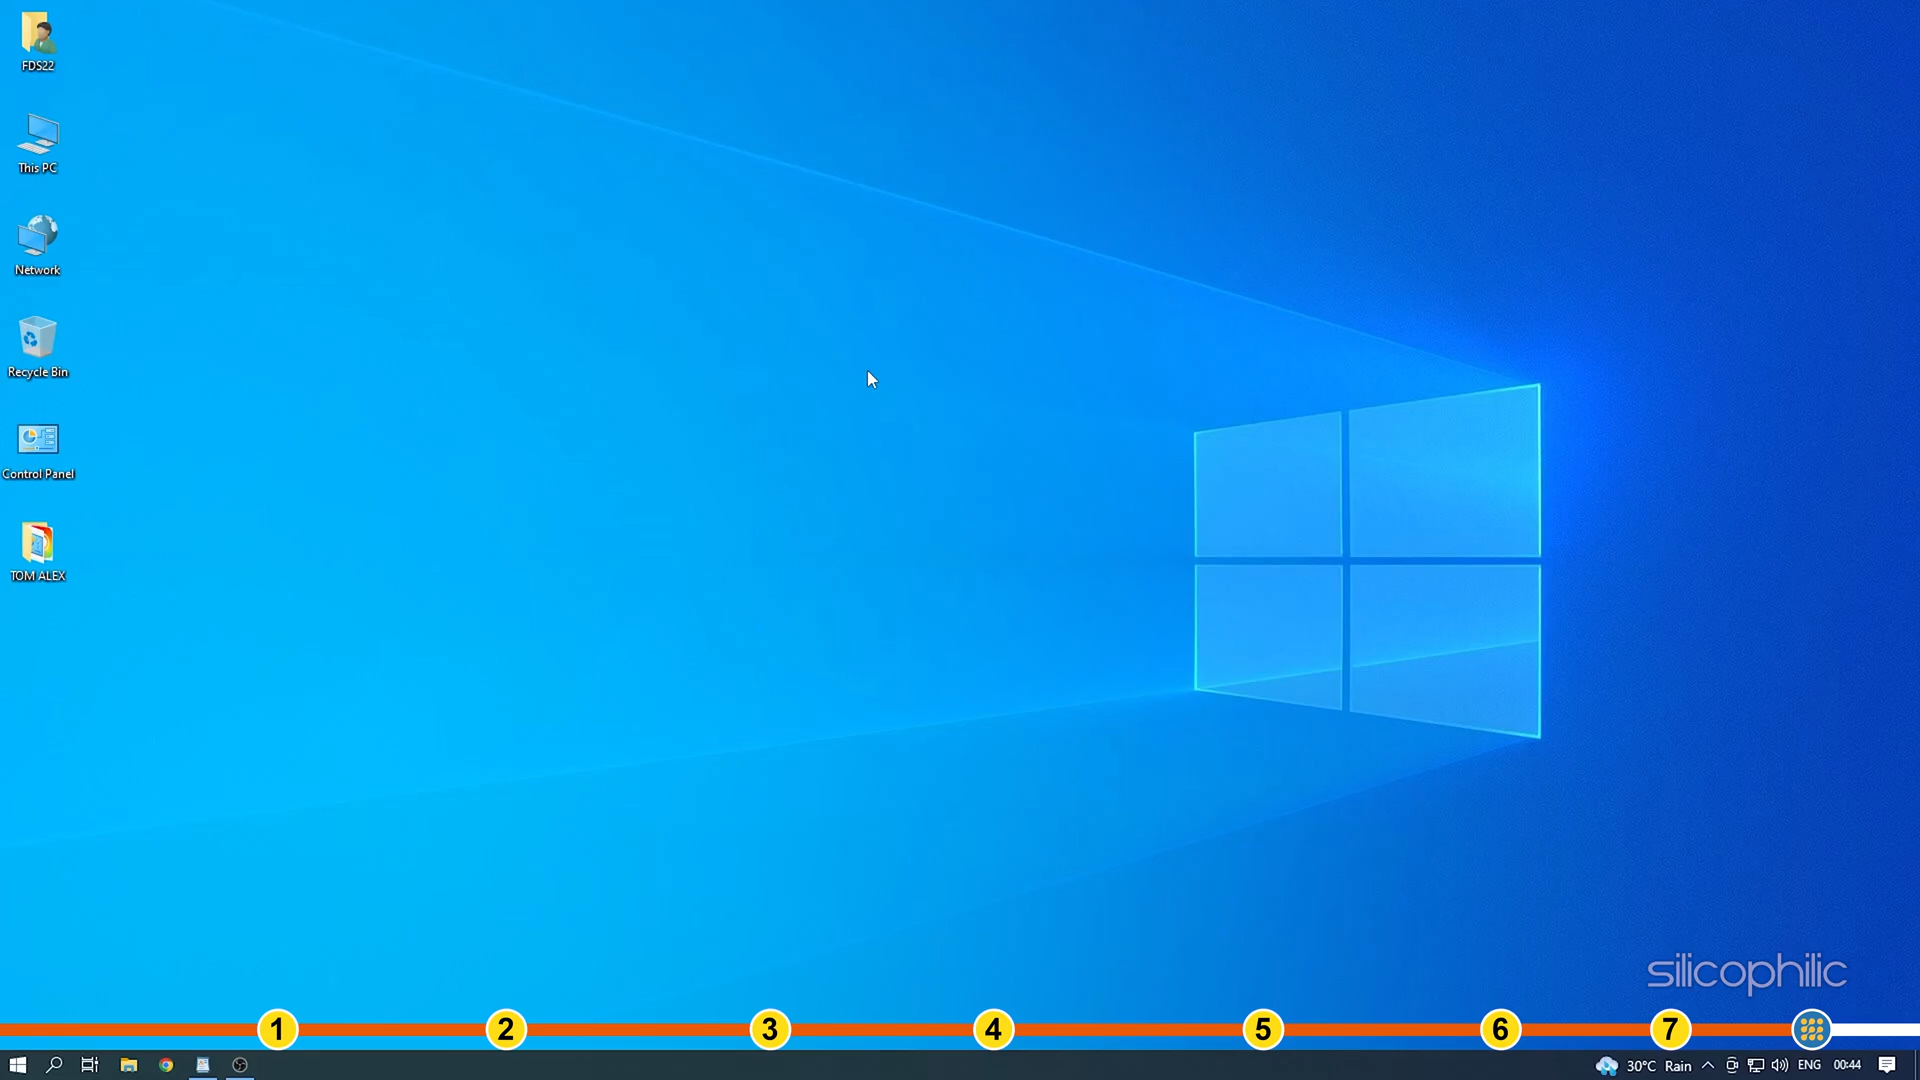 FDS22
This PC
Network
Recycle Bin
Control Panel
TOM ALEX
silicophilic
1 2 3 4 5 6 7
30°C Rain ENG 00:44